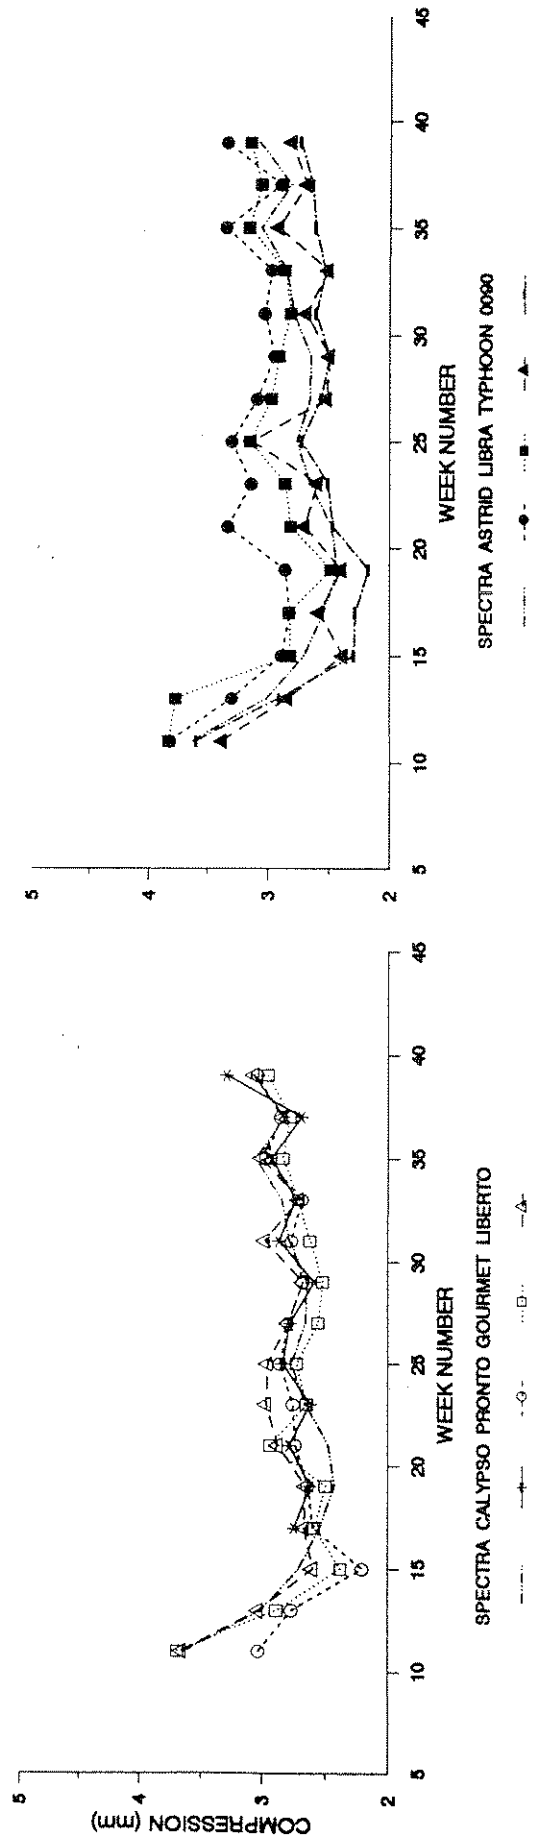 COMPRESSION (mm)
5
4
3
2
5 10 15 20 25 30 35 40 45
WEEK NUMBER
SPECTRA CALYPSO PRONTO GOURMET LIBERTO
5
4
3
2
5 10 15 20 25 30 35 40 45
WEEK NUMBER
SPECTRA ASTRID LIBRA TYPHOON 0090